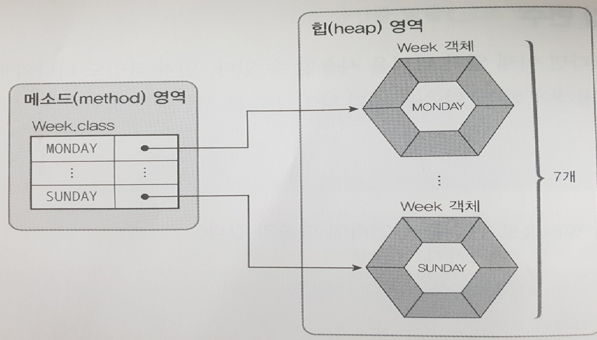 힙(heap) 영역
Week 객체
MONDAY
메소드(method) 영역
Week.class
MONDAY
⋮
⋮
SUNDAY
⋮
7개
Week 객체
SUNDAY